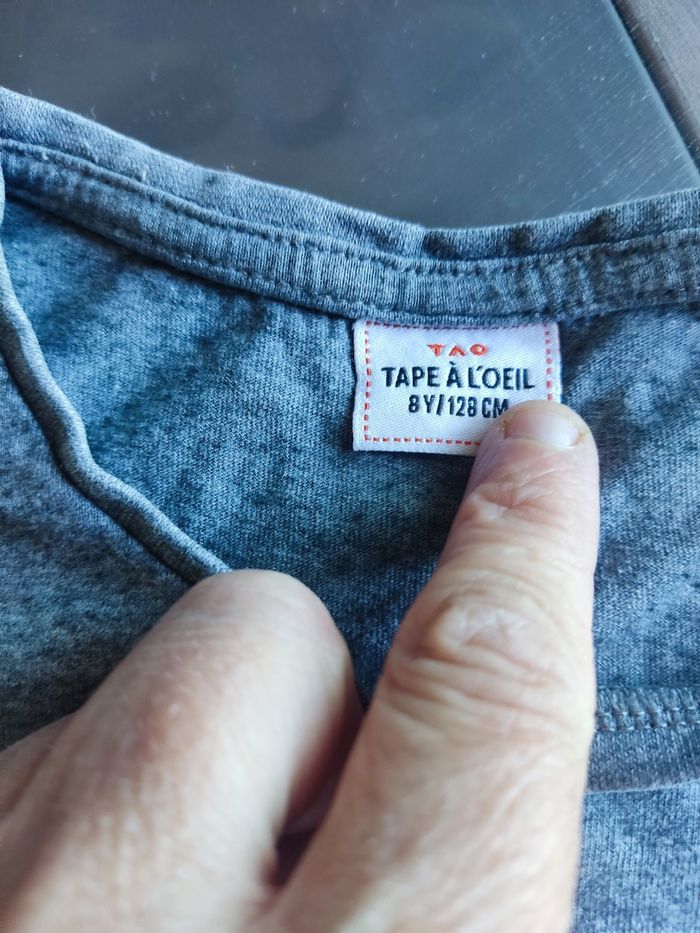 TAO
TAPE À L'OEIL
8Y/128 CM